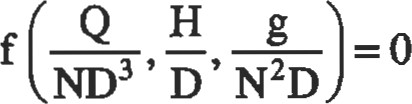 f ( Q/ND³ , H/D , g/N²D ) = 0